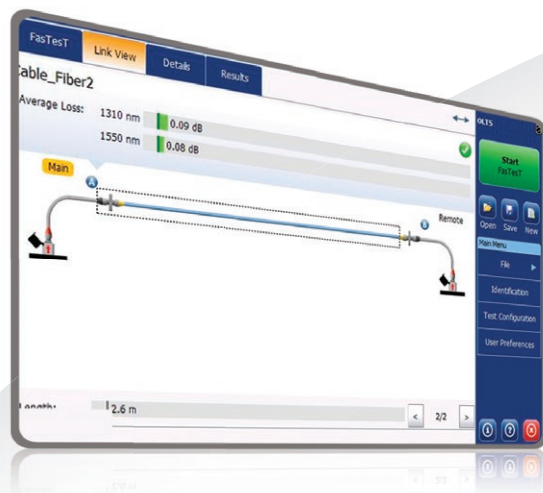 FasTesT Link View Details Results
Cable_Fiber2
OLTS
Average Loss: 1310 nm 0.09 dB
1550 nm 0.08 dB
Start
FasTesT
Main
A
B Remote
Open Save New
Main Menu
File
Identification
Test Configuration
User Preferences
Length: 2.6 m < 2/2 >